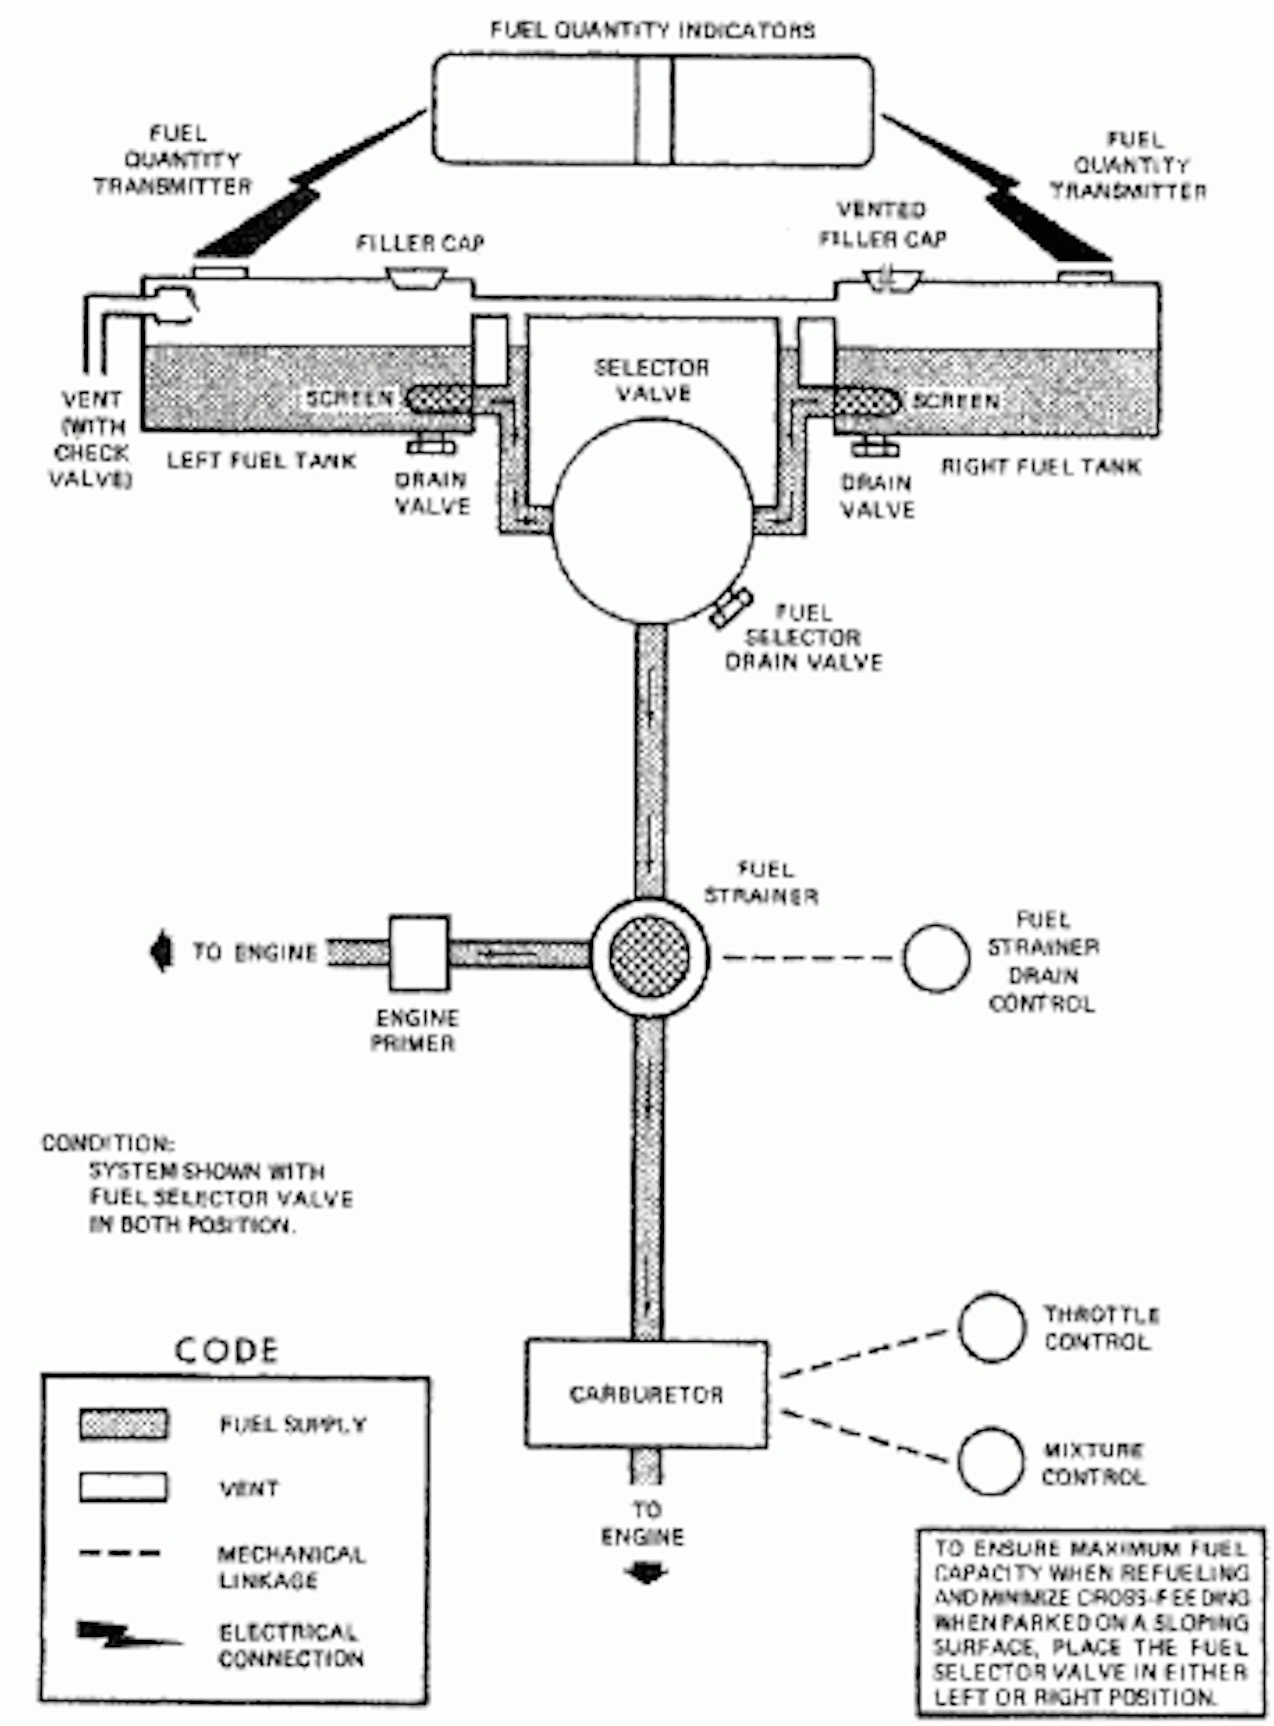 FUEL QUANTITY INDICATORS
FUEL
QUANTITY
TRANSMITTER
FUEL
QUANTITY
TRANSMITTER
FILLER CAP
VENTED
FILLER CAP
VENT
(WITH
CHECK
VALVE)
SCREEN
LEFT FUEL TANK
DRAIN
VALVE
SELECTOR
VALVE
SCREEN
RIGHT FUEL TANK
DRAIN
VALVE
FUEL
SELECTOR
DRAIN VALVE
FUEL
STRAINER
TO ENGINE
ENGINE
PRIMER
FUEL
STRAINER
DRAIN
CONTROL
CONDITION:
SYSTEM SHOWN WITH
FUEL SELECTOR VALVE
IN BOTH POSITION.
THROTTLE
CONTROL
CARBURETOR
MIXTURE
CONTROL
TO
ENGINE
CODE
FUEL SUPPLY
VENT
MECHANICAL
LINKAGE
ELECTRICAL
CONNECTION
TO ENSURE MAXIMUM FUEL
CAPACITY WHEN REFUELING
AND MINIMIZE CROSS-FEEDING
WHEN PARKED ON A SLOPING
SURFACE, PLACE THE FUEL
SELECTOR VALVE IN EITHER
LEFT OR RIGHT POSITION.